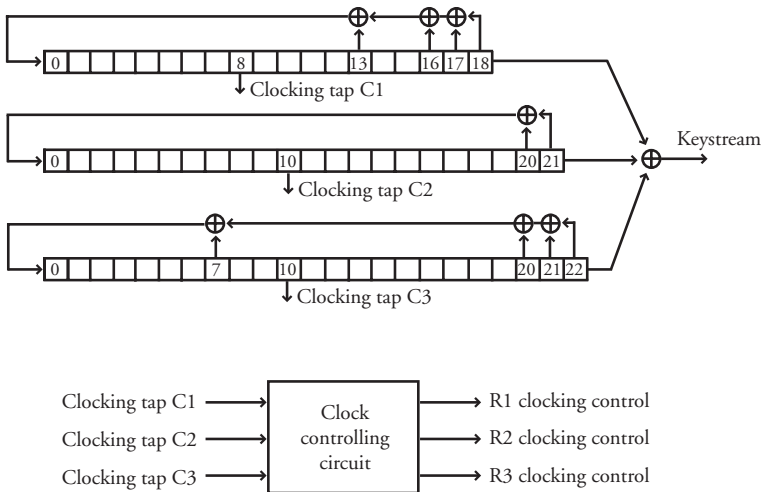 0 8 13 16 17 18
Clocking tap C1
Keystream
0 10 20 21
Clocking tap C2
0 7 10 20 21 22
Clocking tap C3
Clocking tap C1
Clocking tap C2
Clocking tap C3
Clock
controlling
circuit
R1 clocking control
R2 clocking control
R3 clocking control